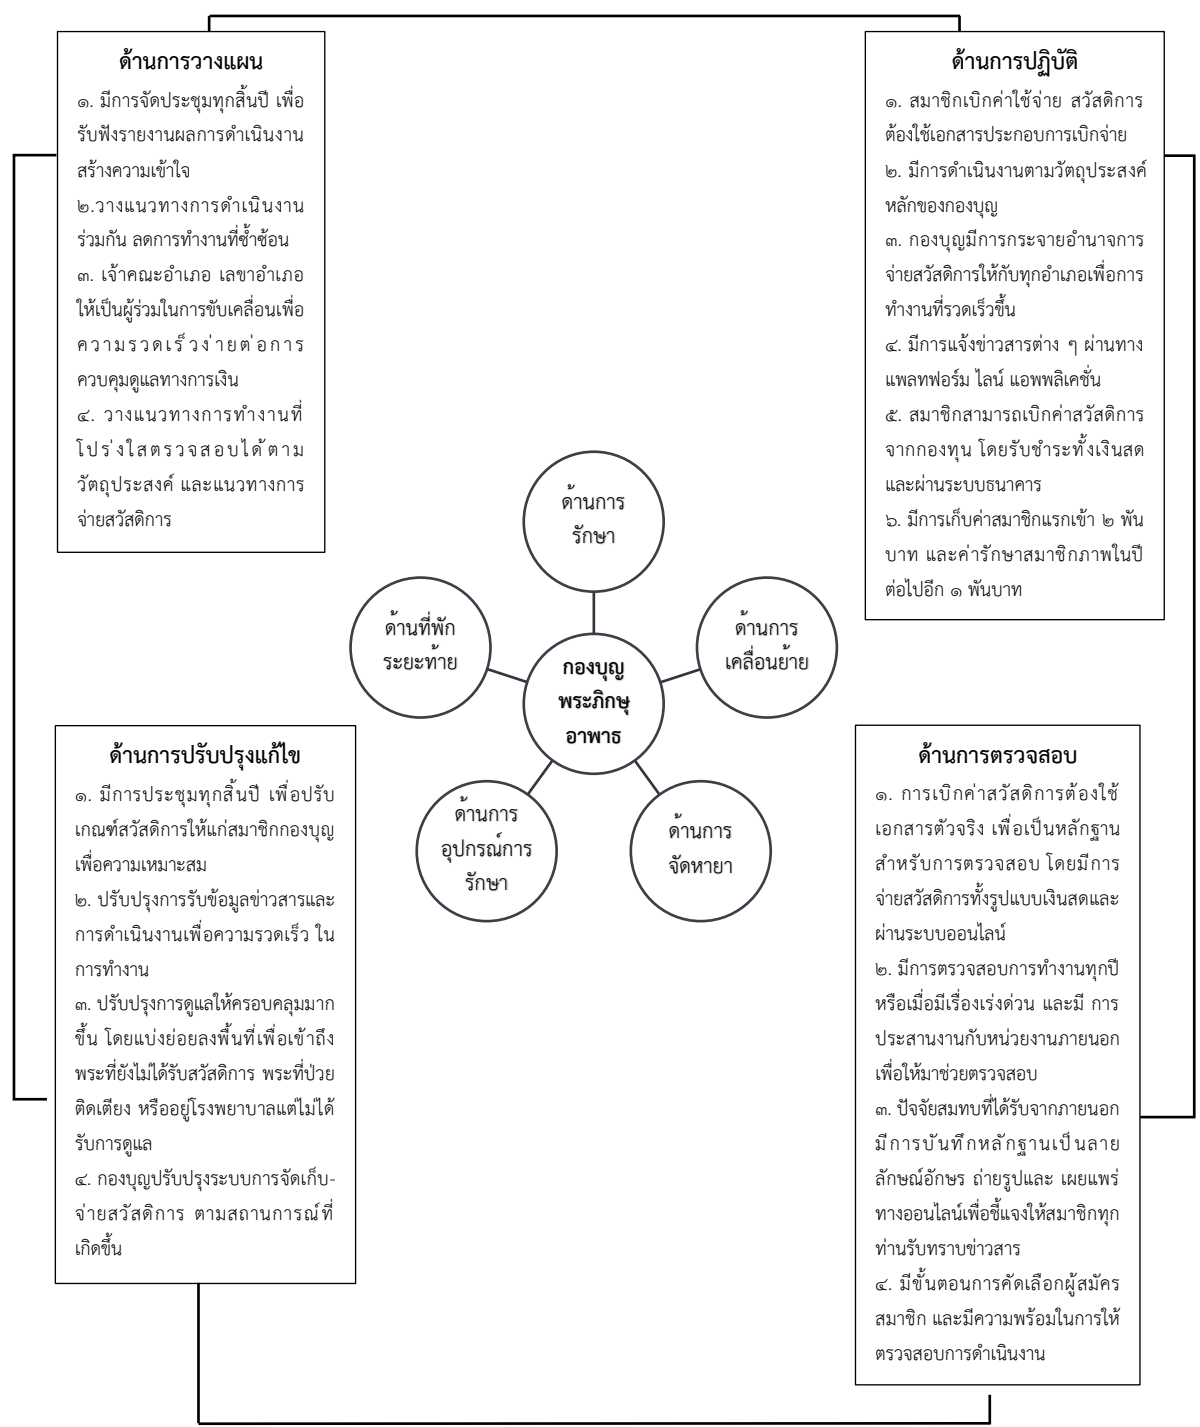 ด้านการวางแผน
๑. มีการจัดประชุมทุกสิ้นปี เพื่อ
รับฟังรายงานผลการดำเนินงาน
สร้างความเข้าใจ
๒.วางแนวทางการดำเนินงาน
ร่วมกัน ลดการทำงานที่ซ้ำซ้อน
๓. เจ้าคณะอำเภอ เลขาอำเภอ
ให้เป็นผู้ร่วมในการขับเคลื่อนเพื่อ
ความรวดเร็วง่ายต่อการ
ควบคุมดูแลทางการเงิน
๔. วางแนวทางการทำงานที่
โปร่งใสตรวจสอบได้ตาม
วัตถุประสงค์ และแนวทางการ
จ่ายสวัสดิการ
ด้านการปฏิบัติ
๑. สมาชิกเบิกค่าใช้จ่าย สวัสดิการ
ต้องใช้เอกสารประกอบการเบิกจ่าย
๒. มีการดำเนินงานตามวัตถุประสงค์
หลักของกองบุญ
๓. กองบุญมีการกระจายอำนาจการ
จ่ายสวัสดิการให้กับทุกอำเภอเพื่อการ
ทำงานที่รวดเร็วขึ้น
๔. มีการแจ้งข่าวสารต่าง ๆ ผ่านทาง
แพลทฟอร์ม ไลน์ แอพพลิเคชั่น
๕. สมาชิกสามารถเบิกค่าสวัสดิการ
จากกองทุน โดยรับชำระทั้งเงินสด
และผ่านระบบธนาคาร
๖. มีการเก็บค่าสมาชิกแรกเข้า ๒ พัน
บาท และค่ารักษาสมาชิกภาพในปี
ต่อไปอีก ๑ พันบาท
ด้านการ
รักษา
ด้านที่พัก
ระยะท้าย
ด้านการ
เคลื่อนย้าย
กองบุญ
พระภิกษุ
อาพาธ
ด้านการ
อุปกรณ์การ
รักษา
ด้านการ
จัดหายา
ด้านการปรับปรุงแก้ไข
๑. มีการประชุมทุกสิ้นปี เพื่อปรับ
เกณฑ์สวัสดิการให้แก่สมาชิกกองบุญ
เพื่อความเหมาะสม
๒. ปรับปรุงการรับข้อมูลข่าวสารและ
การดำเนินงานเพื่อความรวดเร็ว ใน
การทำงาน
๓. ปรับปรุงการดูแลให้ครอบคลุมมาก
ขึ้น โดยแบ่งย่อยลงพื้นที่เพื่อเข้าถึง
พระที่ยังไม่ได้รับสวัสดิการ พระที่ป่วย
ติดเตียง หรืออยู่โรงพยาบาลแต่ไม่ได้
รับการดูแล
๔. กองบุญปรับปรุงระบบการจัดเก็บ-
จ่ายสวัสดิการ ตามสถานการณ์ที่
เกิดขึ้น
ด้านการตรวจสอบ
๑. การเบิกค่าสวัสดิการต้องใช้
เอกสารตัวจริง เพื่อเป็นหลักฐาน
สำหรับการตรวจสอบ โดยมีการ
จ่ายสวัสดิการทั้งรูปแบบเงินสดและ
ผ่านระบบออนไลน์
๒. มีการตรวจสอบการทำงานทุกปี
หรือเมื่อมีเรื่องเร่งด่วน และมี การ
ประสานงานกับหน่วยงานภายนอก
เพื่อให้มาช่วยตรวจสอบ
๓. ปัจจัยสมทบที่ได้รับจากภายนอก
มีการบันทึกหลักฐานเป็นลาย
ลักษณ์อักษร ถ่ายรูปและ เผยแพร่
ทางออนไลน์เพื่อชี้แจงให้สมาชิกทุก
ท่านรับทราบข่าวสาร
๔. มีขั้นตอนการคัดเลือกผู้สมัคร
สมาชิก และมีความพร้อมในการให้
ตรวจสอบการดำเนินงาน